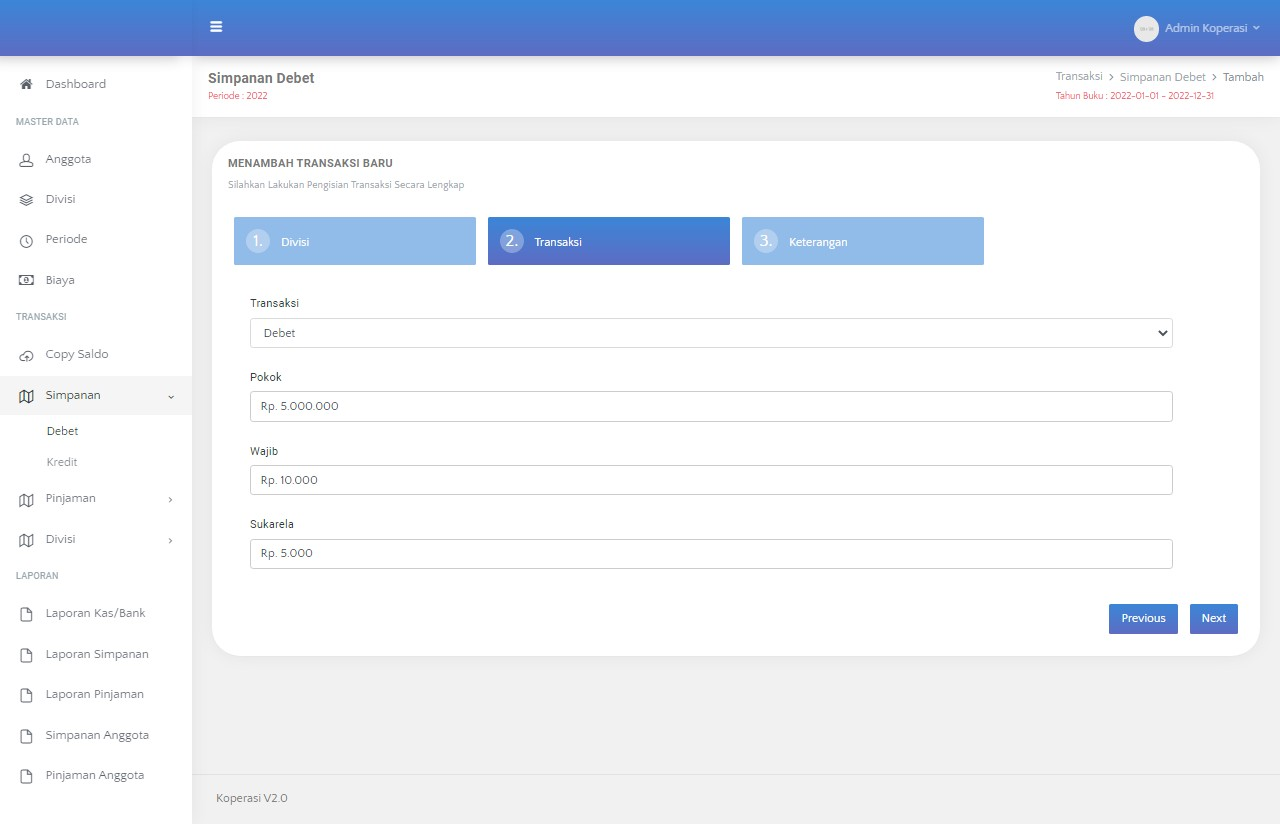 Admin Koperasi
Dashboard
MASTER DATA
Anggota
Divisi
Periode
Biaya
TRANSAKSI
Copy Saldo
Simpanan
Debet
Kredit
Pinjaman
Divisi
LAPORAN
Laporan Kas/Bank
Laporan Simpanan
Laporan Pinjaman
Simpanan Anggota
Pinjaman Anggota
Simpanan Debet
Periode : 2022
Transaksi > Simpanan Debet > Tambah
Tahun Buku : 2022-01-01 - 2022-12-31
MENAMBAH TRANSAKSI BARU
Silahkan Lakukan Pengisian Transaksi Secara Lengkap
1. Divisi
2. Transaksi
3. Keterangan
Transaksi
Debet
Pokok
Rp. 5.000.000
Wajib
Rp. 10.000
Sukarela
Rp. 5.000
Previous
Next
Koperasi V2.0